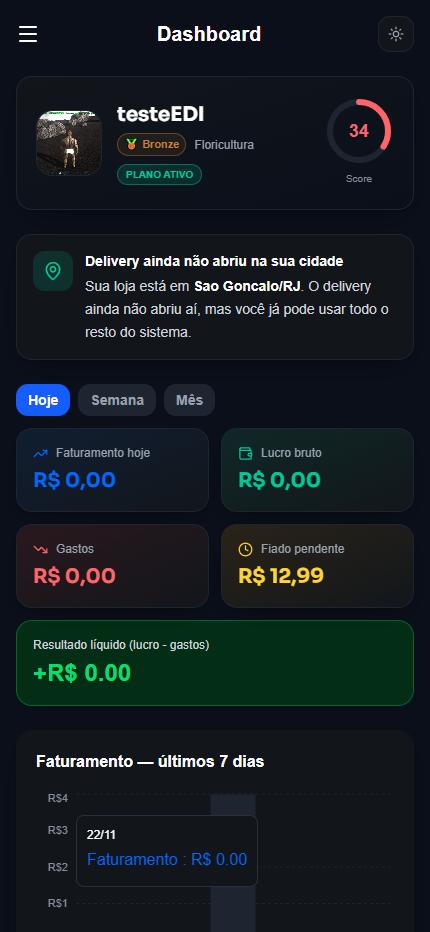 Dashboard
testeEDI
Bronze
Floricultura
PLANO ATIVO
34
Score
Delivery ainda não abriu na sua cidade
Sua loja está em Sao Goncalo/RJ. O delivery
ainda não abriu aí, mas você já pode usar todo o
resto do sistema.
Hoje
Semana
Mês
Faturamento hoje
R$ 0,00
Lucro bruto
R$ 0,00
Gastos
R$ 0,00
Fiado pendente
R$ 12,99
Resultado líquido (lucro - gastos)
+R$ 0.00
Faturamento — últimos 7 dias
R$4
R$3
22/11
Faturamento : R$ 0.00
R$2
R$1